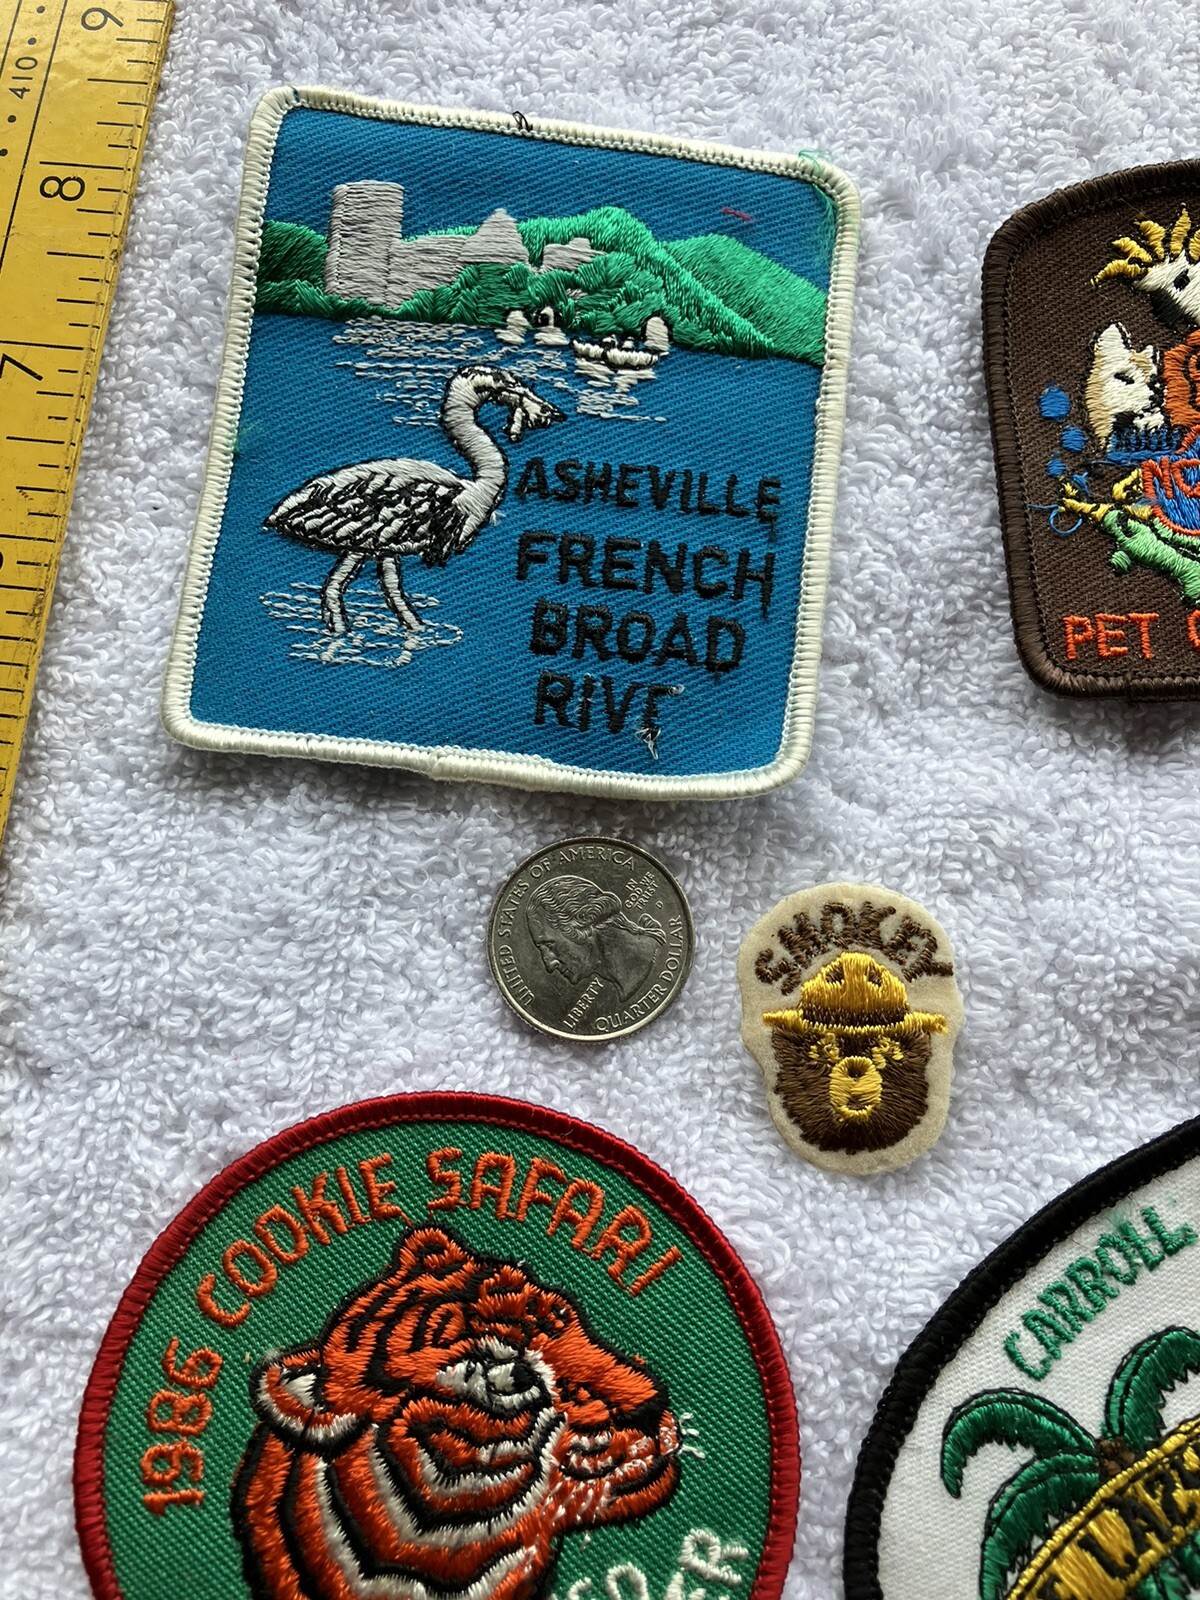 9
410
8
7
ASHEVILLE
FRENCH
BROAD
RIVE
PET
UNITED STATES OF AMERICA
IN
GOD WE
TRUST
D
LIBERTY
QUARTER DOLLAR
SMOKEY
1986 COOKIE SAFARI
CARROLL